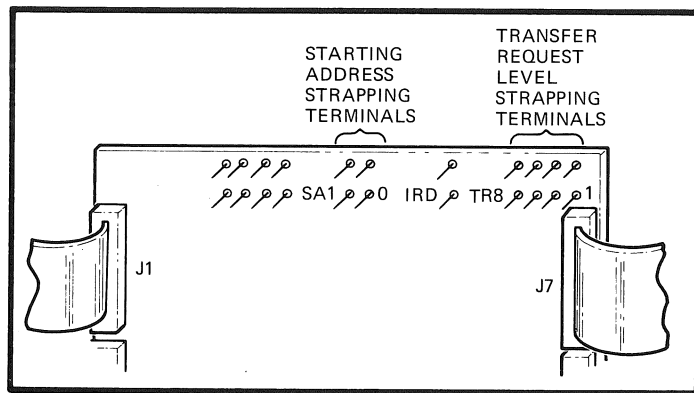 STARTING
ADDRESS
STRAPPING
TERMINALS
TRANSFER
REQUEST
LEVEL
STRAPPING
TERMINALS
SA1 0 IRD TR8 1
J1
J7